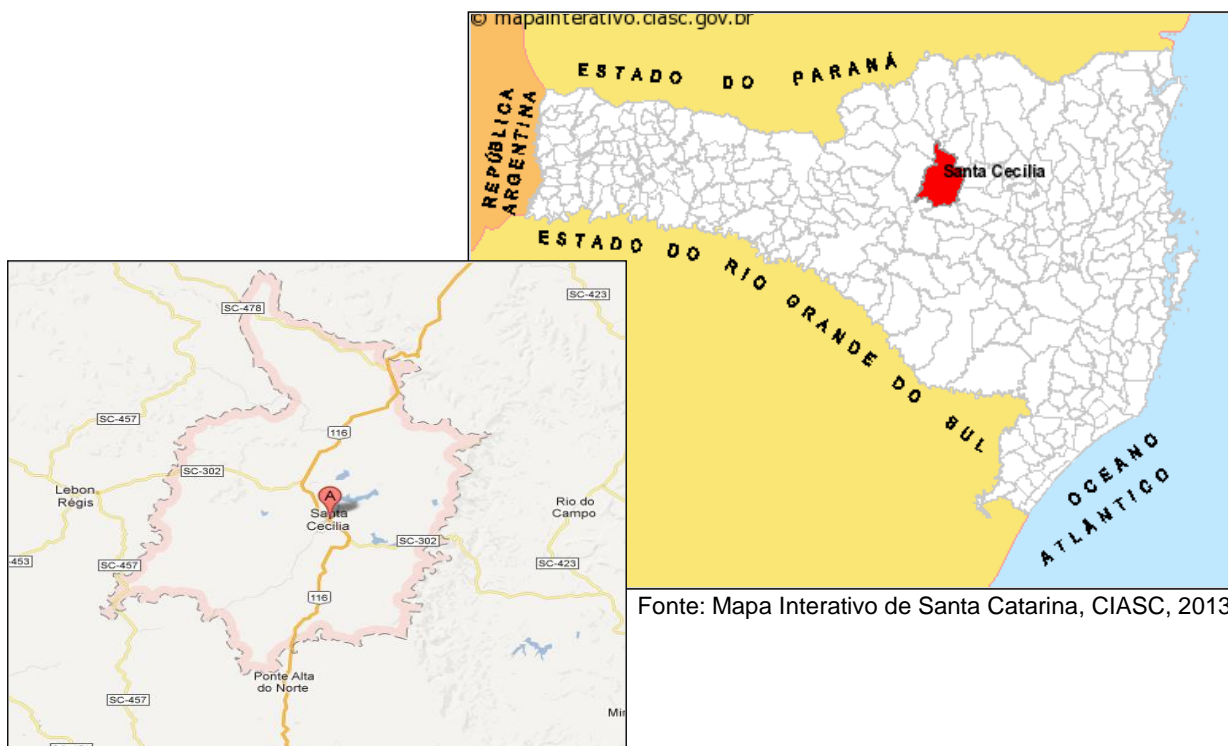 © mapainterativo.ciasc.gov.br
ESTADO DO PARANÁ
REPÚBLICA
ARGENTINA
Santa Cecília
ESTADO DO RIO GRANDE DO SUL
OCEANO
ATLÂNTICO
Fonte: Mapa Interativo de Santa Catarina, CIASC, 2013
SC-478
SC-423
SC-457
116
SC-302
Lebon
Régis
A
Santa
Cecília
Rio do
Campo
SC-302
-453
SC-457
SC-423
116
Ponte Alta
do Norte
SC-457